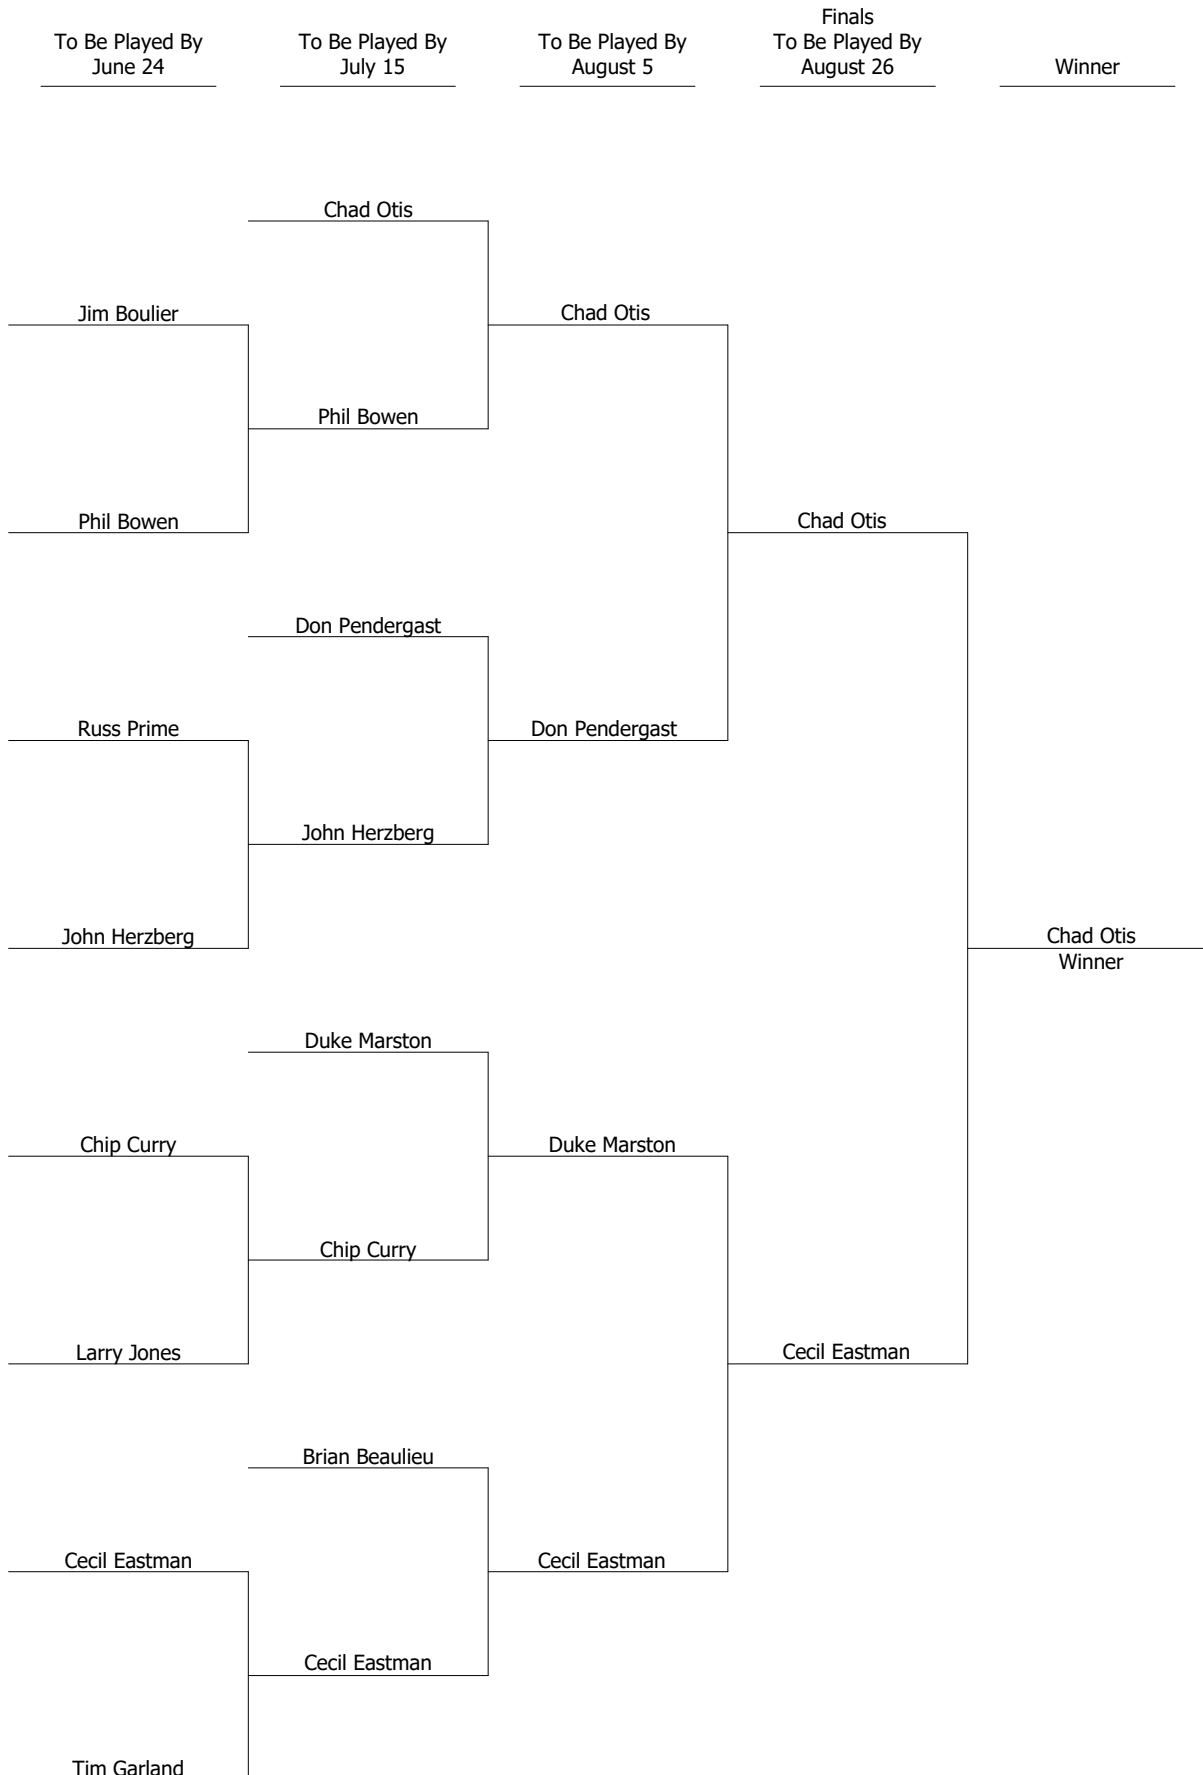 To Be Played By
June 24
To Be Played By
July 15
To Be Played By
August 5
Finals
To Be Played By
August 26
Winner
Chad Otis
Jim Boulier
Chad Otis
Phil Bowen
Phil Bowen
Chad Otis
Don Pendergast
Russ Prime
Don Pendergast
John Herzberg
John Herzberg
Chad Otis
Winner
Duke Marston
Chip Curry
Duke Marston
Chip Curry
Larry Jones
Cecil Eastman
Brian Beaulieu
Cecil Eastman
Cecil Eastman
Cecil Eastman
Tim Garland